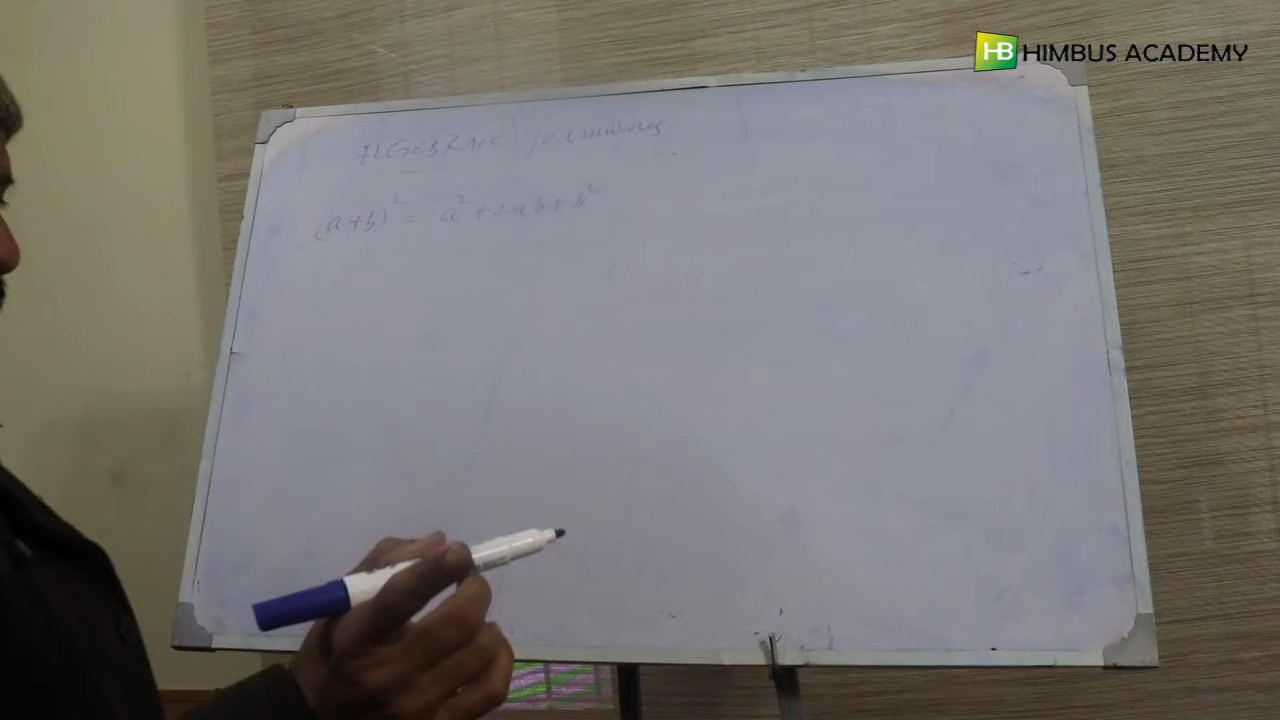 HB HIMBUS ACADEMY
ALGEBRAIC formulas
(a+b)² = a² + 2ab + b²